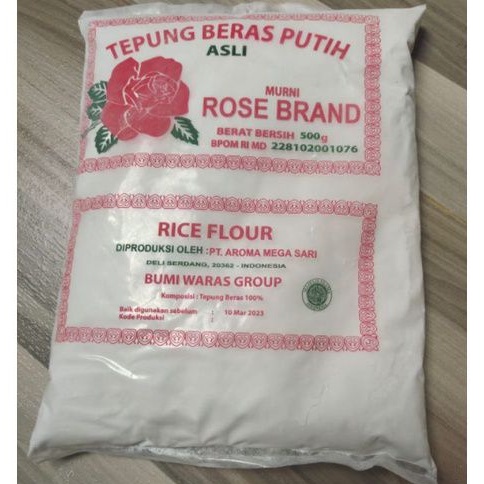 TEPUNG BERAS PUTIH
ASLI
MURNI
ROSE BRAND
BERAT BERSIH 500g
BPOM RI MD 228102001076
RICE FLOUR
DIPRODUKSI OLEH : PT. AROMA MEGA SARI
DELI SERDANG, 20362 - INDONESIA
BUMI WARAS GROUP
Komposisi : Tepung Beras 100%
Baik digunakan sebelum : 10 Mar 2023
Kode Produksi :